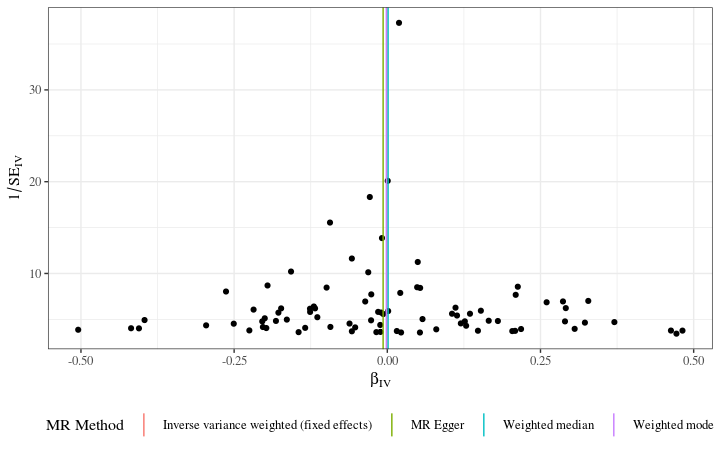 1/SE_IV
30
20
10
-0.50
-0.25
0.00
0.25
0.50
β_IV
MR Method
Inverse variance weighted (fixed effects)
MR Egger
Weighted median
Weighted mode